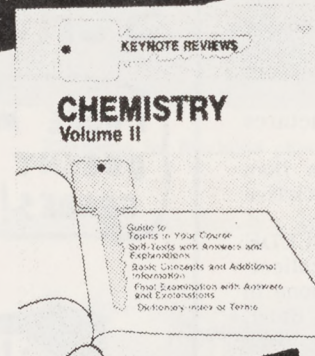 KEYNOTE REVIEWS
CHEMISTRY
Volume II
Guide to
Topics in Your Course
Self-Tests with Answers and
Explanations
Basic Concepts and Additional
Information
Final Examination with Answers
and Explanations
Dictionary-Index of Terms